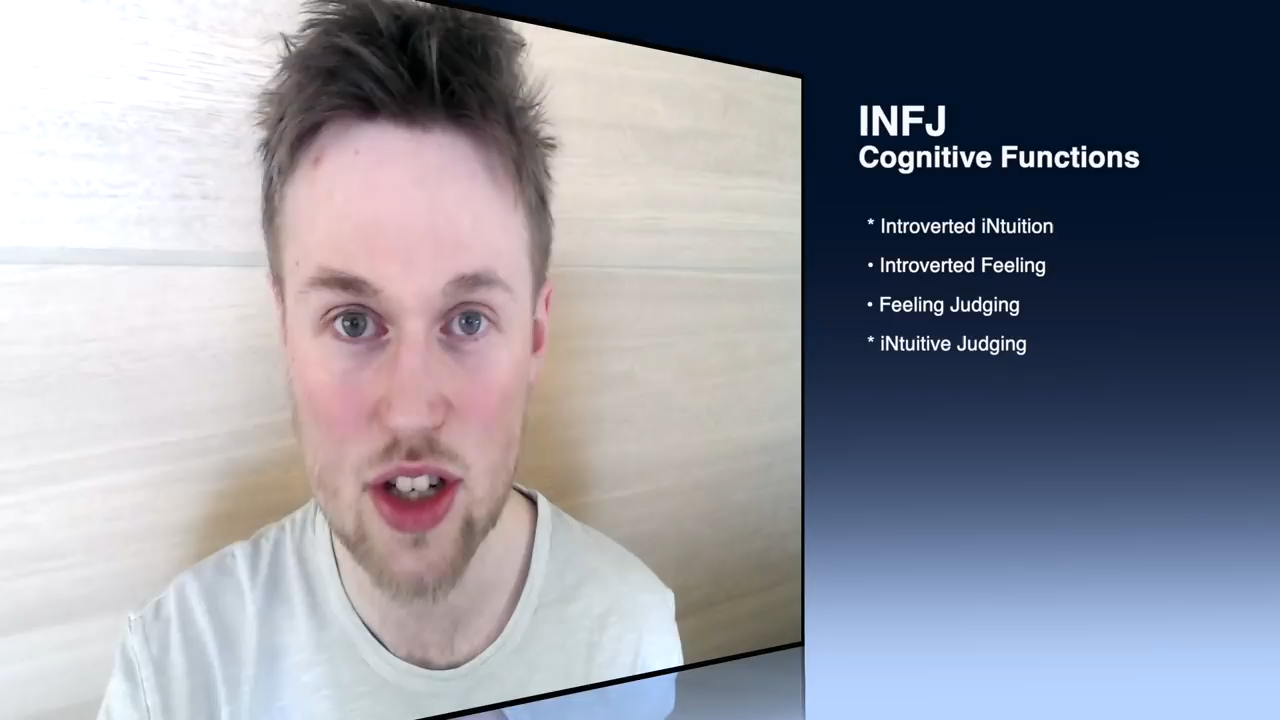 INFJ
Cognitive Functions
* Introverted iNtuition
• Introverted Feeling
• Feeling Judging
* iNtuitive Judging